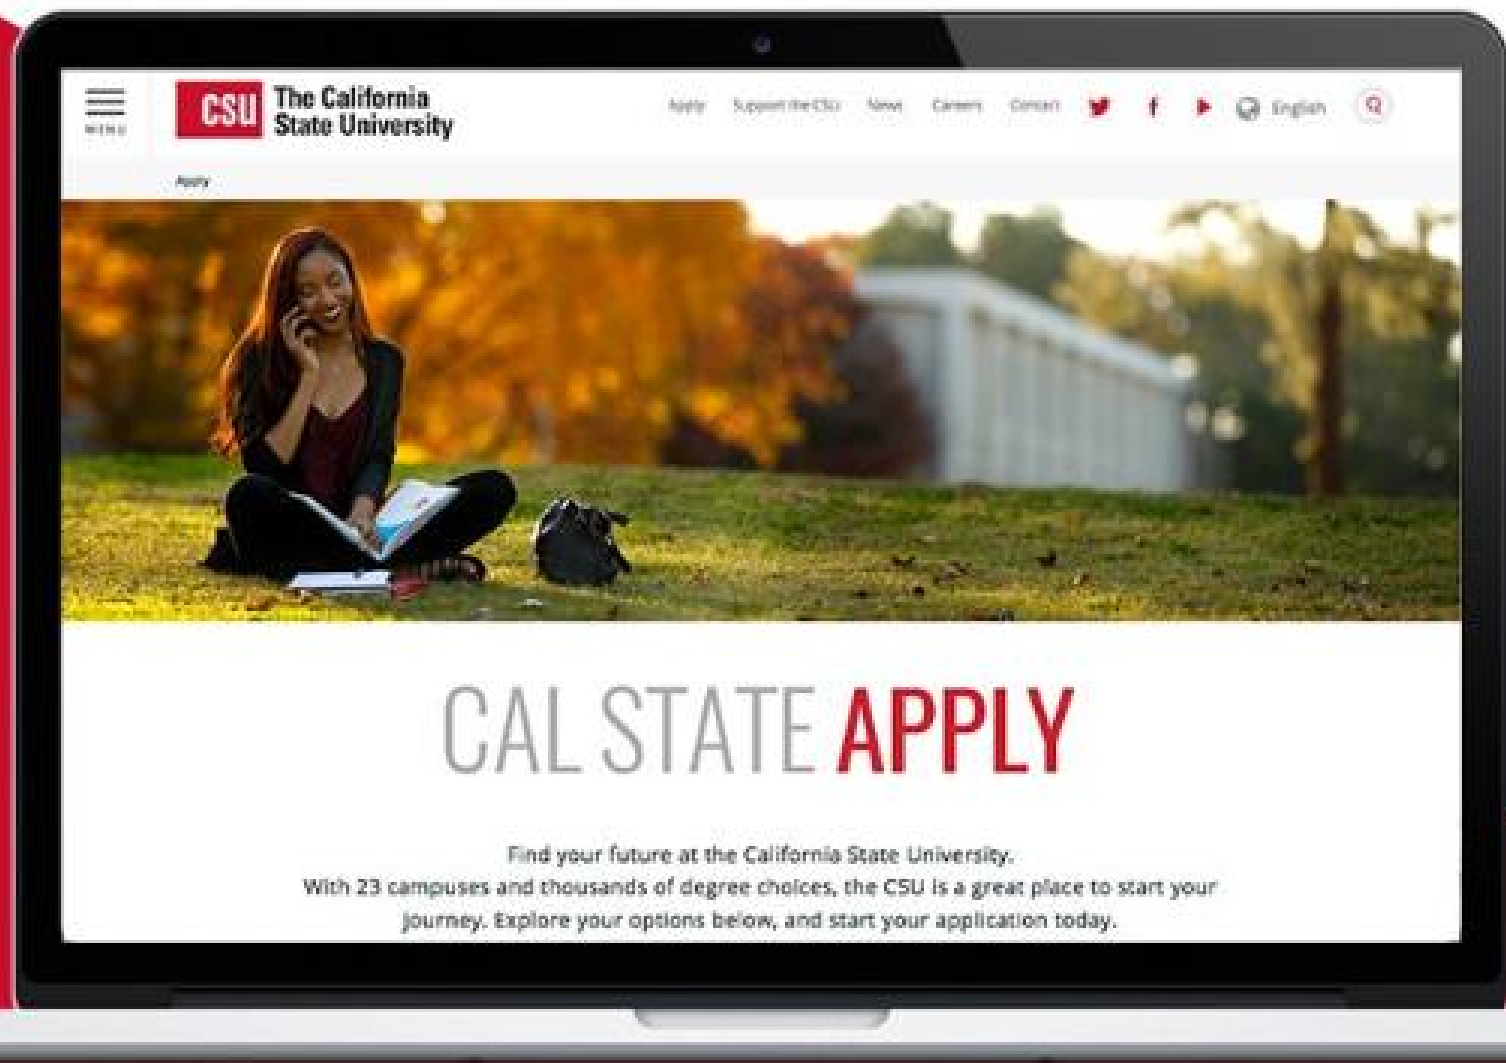 MENU
CSU
The California
State University
Apply
Support the CSU
News
Careers
Contact
English
Apply
CAL STATE APPLY
Find your future at the California State University.
With 23 campuses and thousands of degree choices, the CSU is a great place to start your
journey. Explore your options below, and start your application today.